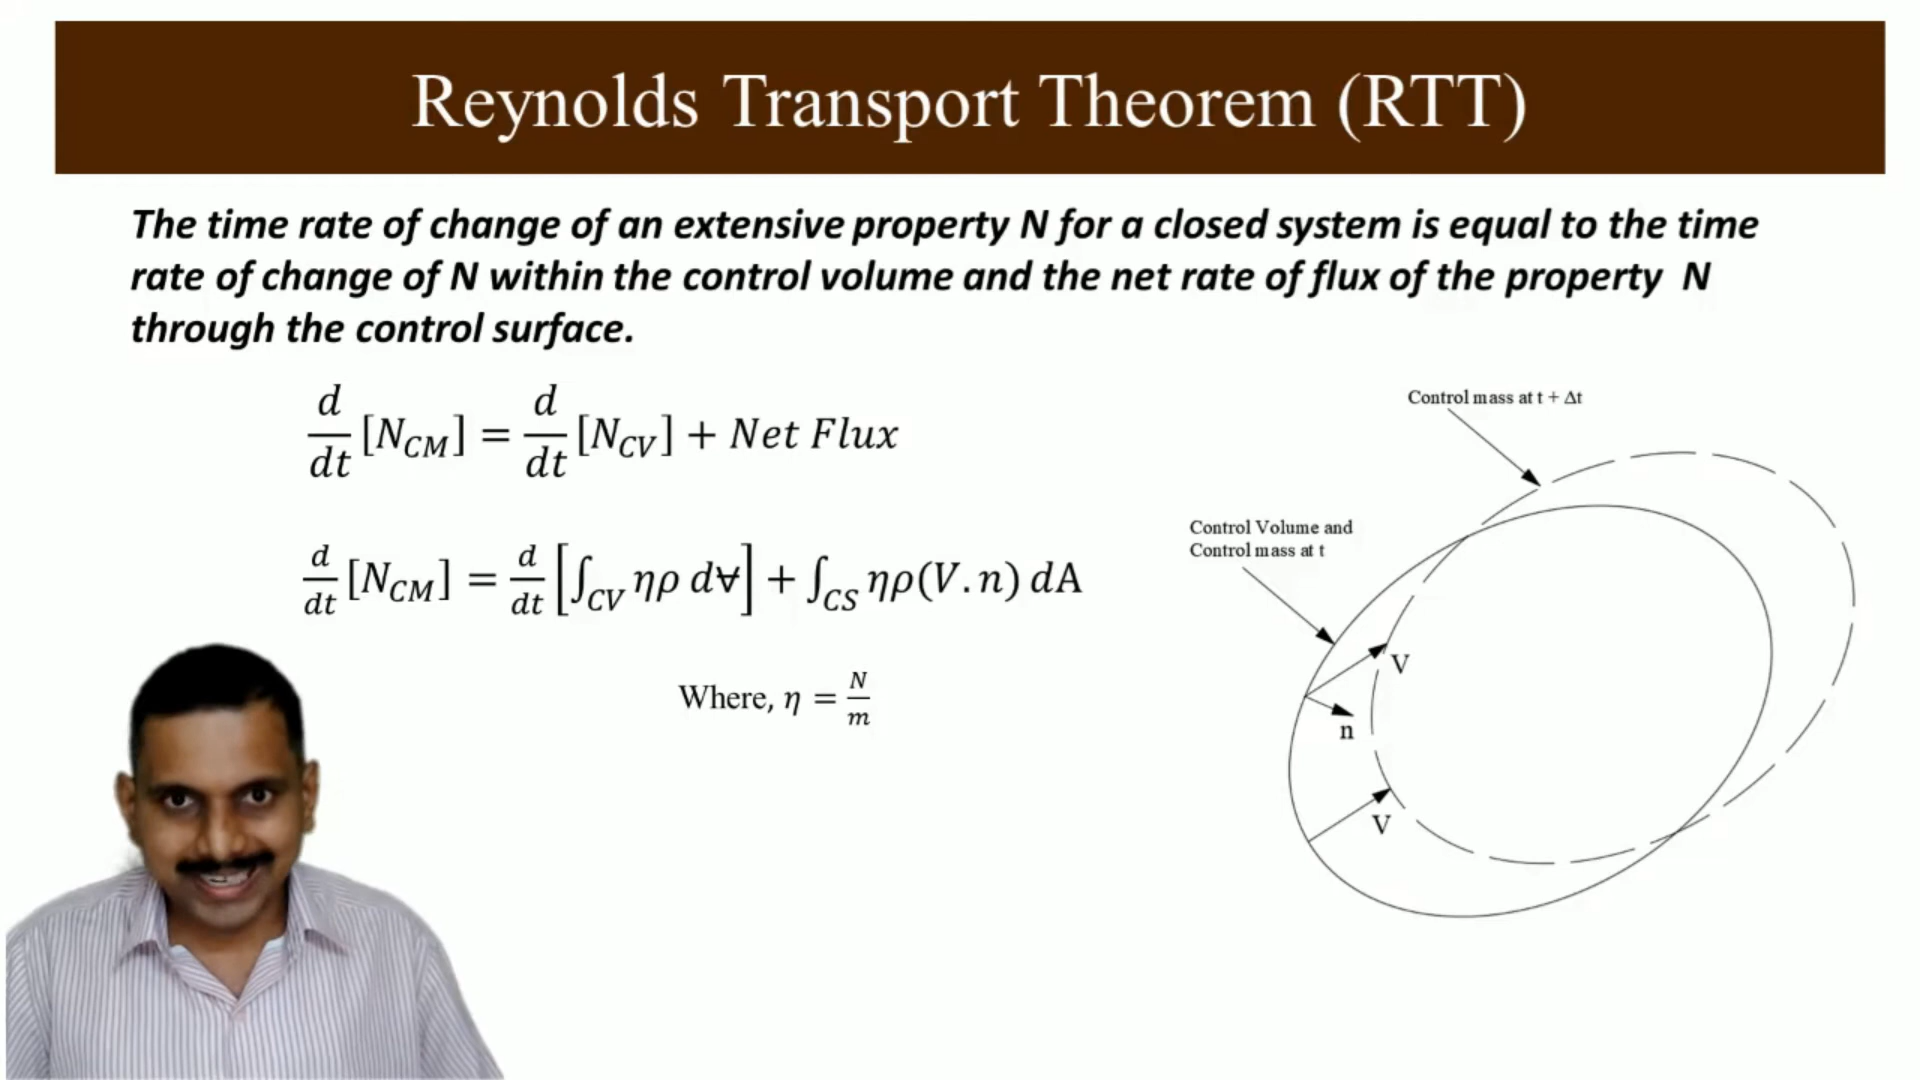 Reynolds Transport Theorem (RTT)
The time rate of change of an extensive property N for a closed system is equal to the time
rate of change of N within the control volume and the net rate of flux of the property N
through the control surface.
d/dt [N_CM] = d/dt [N_CV] + Net Flux
d/dt [N_CM] = d/dt [∫_CV ηρ d∀] + ∫_CS ηρ(V.n) dA
Where, η = N/m
Control mass at t + Δt
Control Volume and
Control mass at t
V
n
V